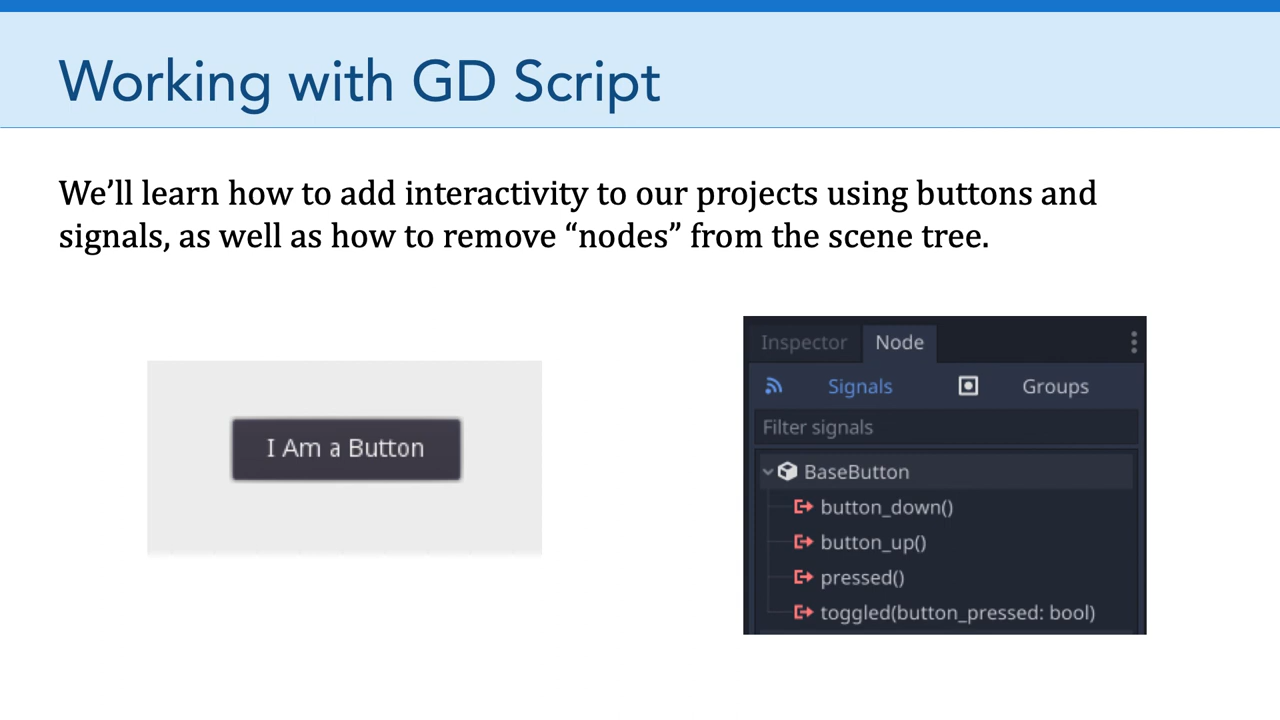 Working with GD Script
We’ll learn how to add interactivity to our projects using buttons and
signals, as well as how to remove “nodes” from the scene tree.
I Am a Button
Inspector Node
Signals Groups
Filter signals
BaseButton
button_down()
button_up()
pressed()
toggled(button_pressed: bool)